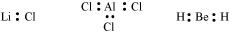 Li : Cl
Cl : Al : Cl
Cl
H : Be : H